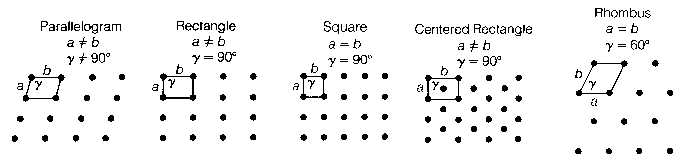 Parallelogram
a ≠ b
γ ≠ 90°
b
a
γ
Rectangle
a ≠ b
γ = 90°
b
a
γ
Square
a = b
γ = 90°
b
a
γ
Centered Rectangle
a ≠ b
γ = 90°
b
a
γ
Rhombus
a = b
γ = 60°
b
γ
a